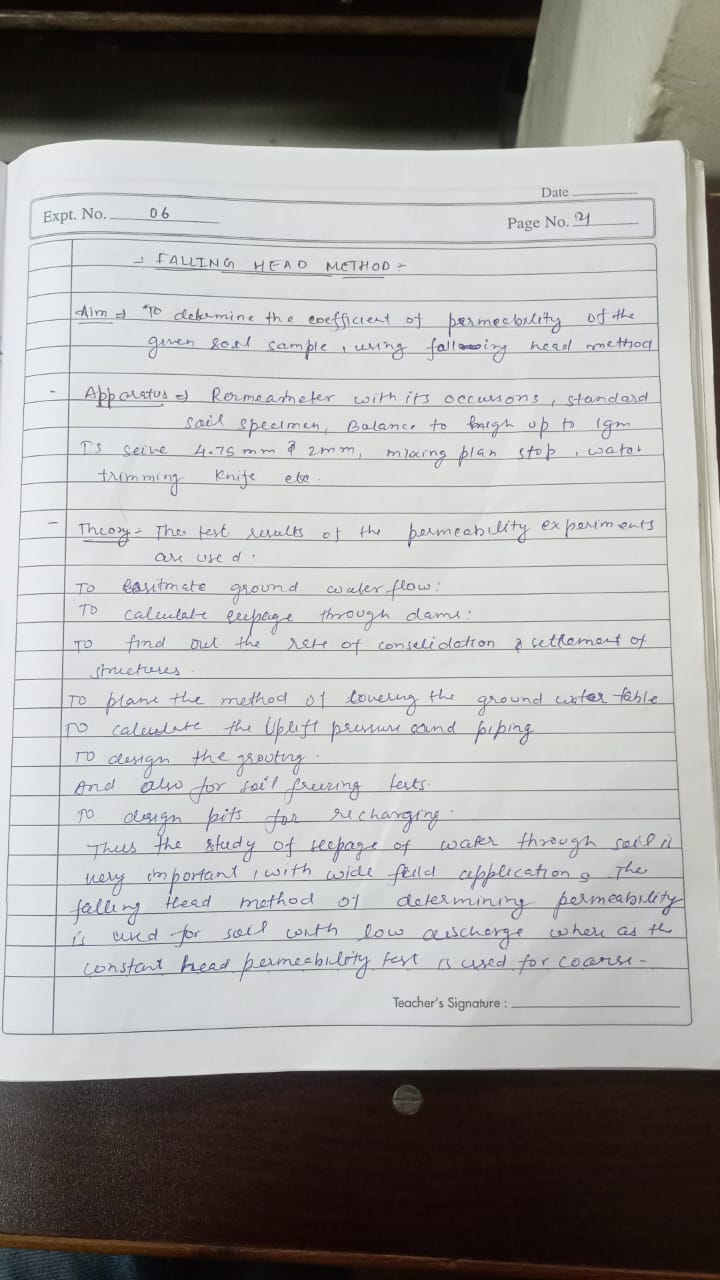 Date
Expt. No. 06
Page No. 21
→ FALLING HEAD METHOD :-
Aim ⇒ To determine the coefficient of permeability of the
given soil sample, using falling head method
- Apparatus ⇒ Permeameter with its occussons, standard
soil specimen, Balance to weigh up to 1gm
IS seive 4.75 mm & 2mm, mixing plan stop, water
trimming Knife etc.
- Theory :- The test results of the permeability experiments
are used.
To easitmate ground water flow:
TO calculate seepage through dams:
TO find out the rate of consolidation & settlement of
structures.
TO plane the method of lowering the ground water table
TO calculate the Uplift pressure and piping
TO design the grouting.
And also for soil freezing tests.
TO design pits for recharging.
Thus the study of seepage of water through soil is
very important, with wide feild applications The
falling Head method of determining permeability
is used for soil with low discharge where as the
constant head permeability test is used for coarse-
Teacher's Signature :